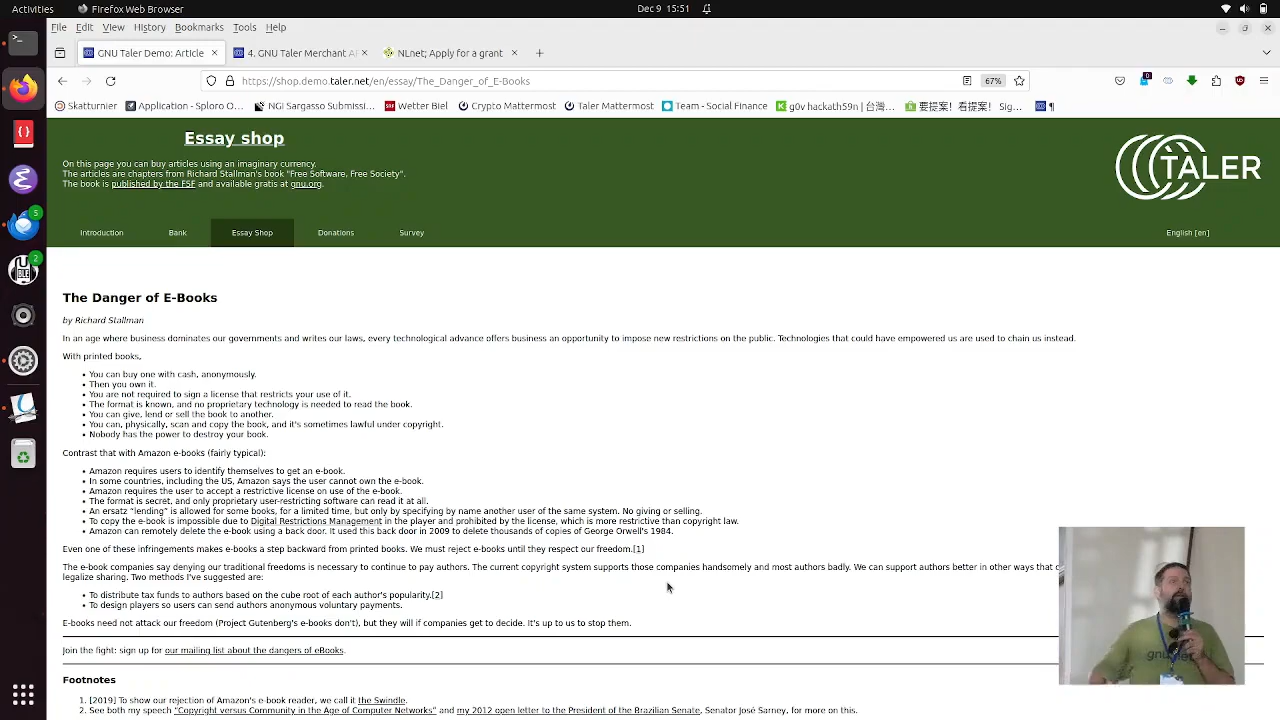 Activities
Firefox Web Browser
Dec 9 15:51
File Edit View History Bookmarks Tools Help
GNU Taler Demo: Article
4. GNU Taler Merchant
NLnet; Apply for a grant
https://shop.demo.taler.net/en/essay/The_Danger_of_E-Books
67%
0
Skatturnier
Application - Sploro O…
NGI Sargasso Submissi…
SRF Wetter Biel
Crypto Mattermost
Taler Mattermost
Team - Social Finance
g0v hackath59n | 台灣…
要提案！看提案！ Sig…
¶
Essay shop
On this page you can buy articles using an imaginary currency.
The articles are chapters from Richard Stallman's book "Free Software, Free Society".
The book is published by the FSF and available gratis at gnu.org.
TALER
Introduction Bank Essay Shop Donations Survey English [en]
5
2
The Danger of E-Books
by Richard Stallman
In an age where business dominates our governments and writes our laws, every technological advance offers business an opportunity to impose new restrictions on the public. Technologies that could have empowered us are used to chain us instead.
With printed books,
• You can buy one with cash, anonymously.
• Then you own it.
• You are not required to sign a license that restricts your use of it.
• The format is known, and no proprietary technology is needed to read the book.
• You can give, lend or sell the book to another.
• You can, physically, scan and copy the book, and it's sometimes lawful under copyright.
• Nobody has the power to destroy your book.
Contrast that with Amazon e-books (fairly typical):
• Amazon requires users to identify themselves to get an e-book.
• In some countries, including the US, Amazon says the user cannot own the e-book.
• Amazon requires the user to accept a restrictive license on use of the e-book.
• The format is secret, and only proprietary user-restricting software can read it at all.
• An ersatz “lending” is allowed for some books, for a limited time, but only by specifying by name another user of the same system. No giving or selling.
• To copy the e-book is impossible due to Digital Restrictions Management in the player and prohibited by the license, which is more restrictive than copyright law.
• Amazon can remotely delete the e-book using a back door. It used this back door in 2009 to delete thousands of copies of George Orwell's 1984.
Even one of these infringements makes e-books a step backward from printed books. We must reject e-books until they respect our freedom.[1]
The e-book companies say denying our traditional freedoms is necessary to continue to pay authors. The current copyright system supports those companies handsomely and most authors badly. We can support authors better in other ways that
legalize sharing. Two methods I've suggested are:
• To distribute tax funds to authors based on the cube root of each author's popularity.[2]
• To design players so users can send authors anonymous voluntary payments.
E-books need not attack our freedom (Project Gutenberg's e-books don't), but they will if companies get to decide. It's up to us to stop them.
Join the fight: sign up for our mailing list about the dangers of eBooks.
Footnotes
1. [2019] To show our rejection of Amazon's e-book reader, we call it the Swindle.
2. See both my speech “Copyright versus Community in the Age of Computer Networks” and my 2012 open letter to the President of the Brazilian Senate, Senator José Sarney, for more on this.